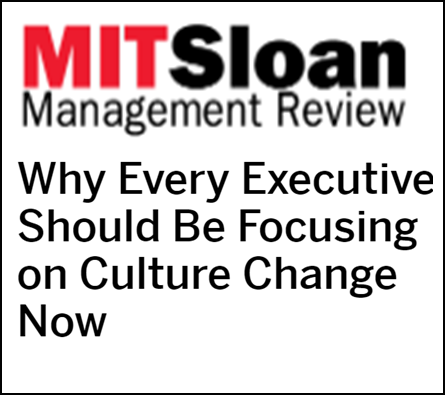 MITSloan
Management Review
Why Every Executive
Should Be Focusing
on Culture Change
Now